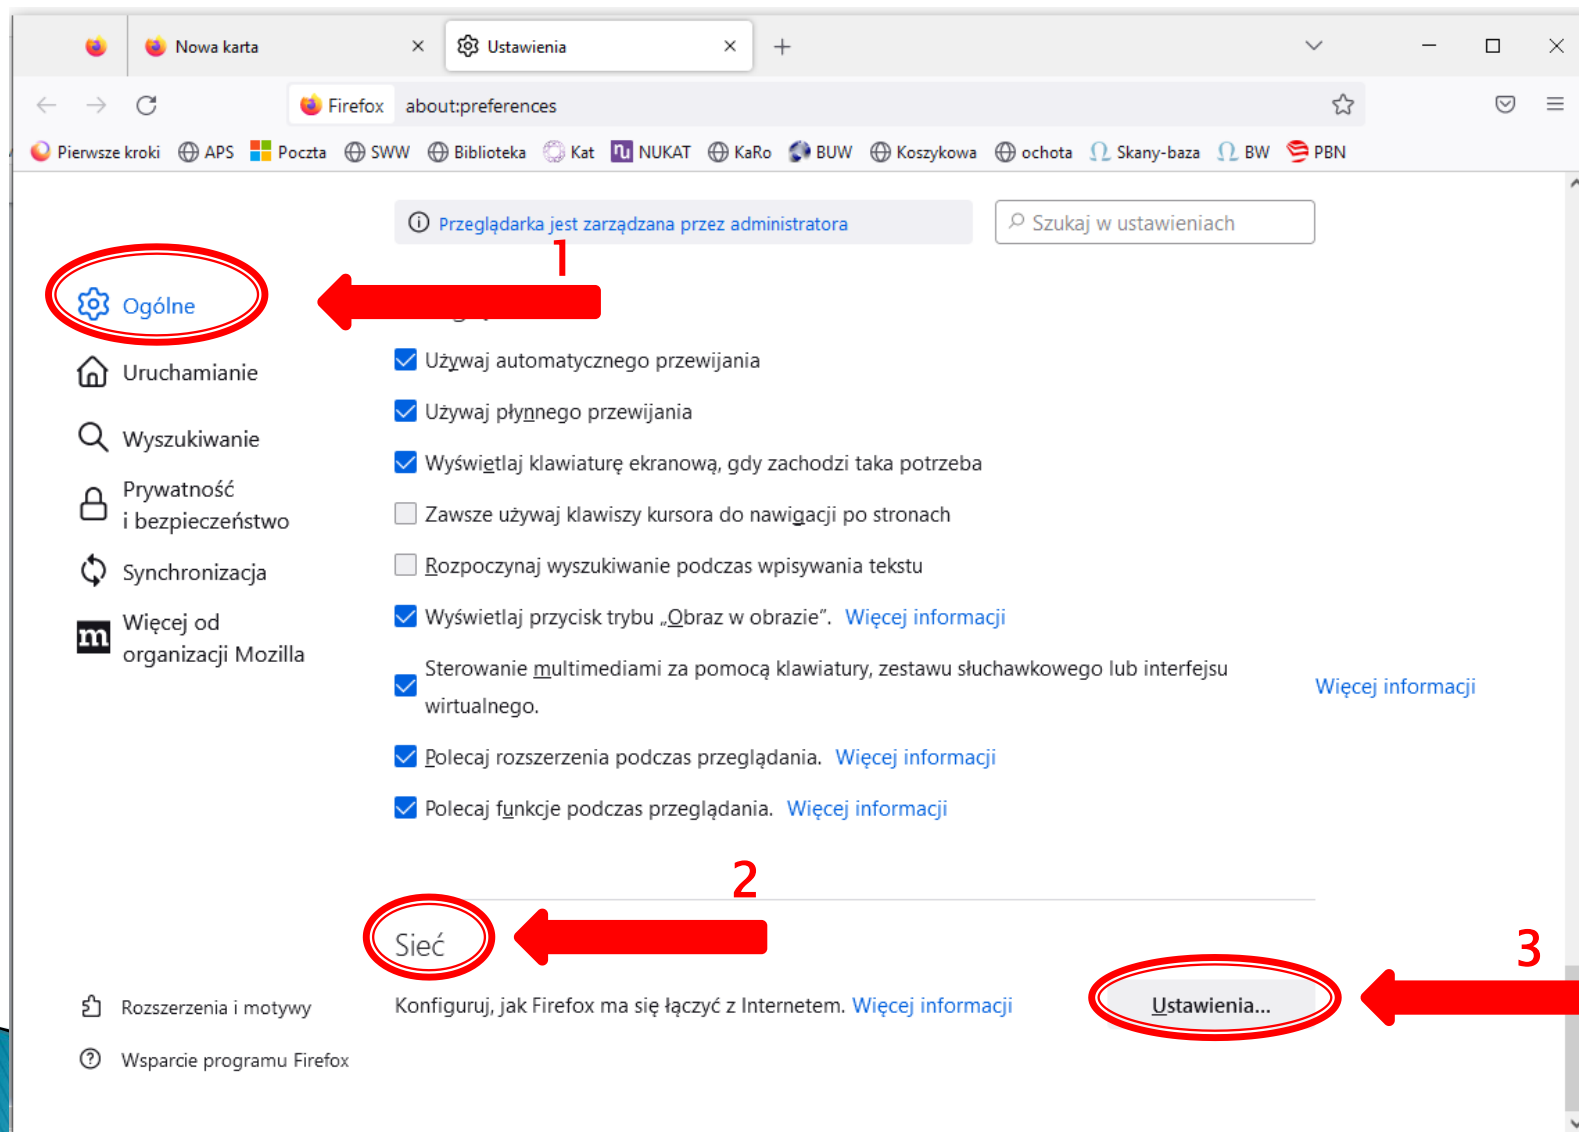 Nowa karta
Ustawienia
Firefox about:preferences
Pierwsze kroki APS Poczta SWW Biblioteka Kat NUKAT KaRo BUW Koszykowa ochota Skany-baza BW PBN
Przeglądarka jest zarządzana przez administratora
Szukaj w ustawieniach
1
Ogólne
Uruchamianie
Wyszukiwanie
Prywatność
i bezpieczeństwo
Synchronizacja
m Więcej od
organizacji Mozilla
Używaj automatycznego przewijania
Używaj płynnego przewijania
Wyświetlaj klawiaturę ekranową, gdy zachodzi taka potrzeba
Zawsze używaj klawiszy kursora do nawigacji po stronach
Rozpoczynaj wyszukiwanie podczas wpisywania tekstu
Wyświetlaj przycisk trybu „Obraz w obrazie”. Więcej informacji
Sterowanie multimediami za pomocą klawiatury, zestawu słuchawkowego lub interfejsu
wirtualnego.
Więcej informacji
Polecaj rozszerzenia podczas przeglądania. Więcej informacji
Polecaj funkcje podczas przeglądania. Więcej informacji
2
Sieć
3
Konfiguruj, jak Firefox ma się łączyć z Internetem. Więcej informacji
Ustawienia...
Rozszerzenia i motywy
Wsparcie programu Firefox